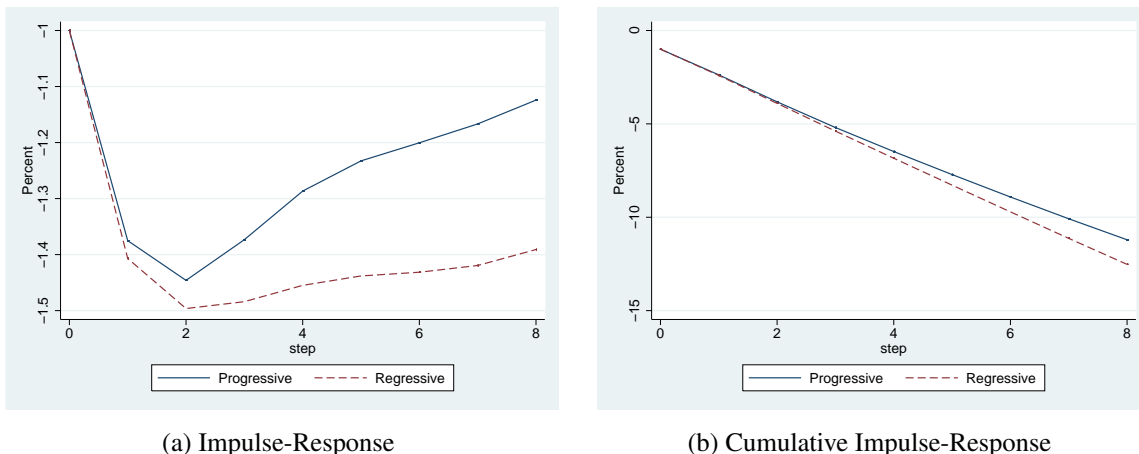 −1
−1.1
−1.2
−1.3
−1.4
−1.5
Percent
0 2 4 6 8
step
Progressive Regressive
(a) Impulse-Response
0
−5
−10
−15
Percent
0 2 4 6 8
step
Progressive Regressive
(b) Cumulative Impulse-Response